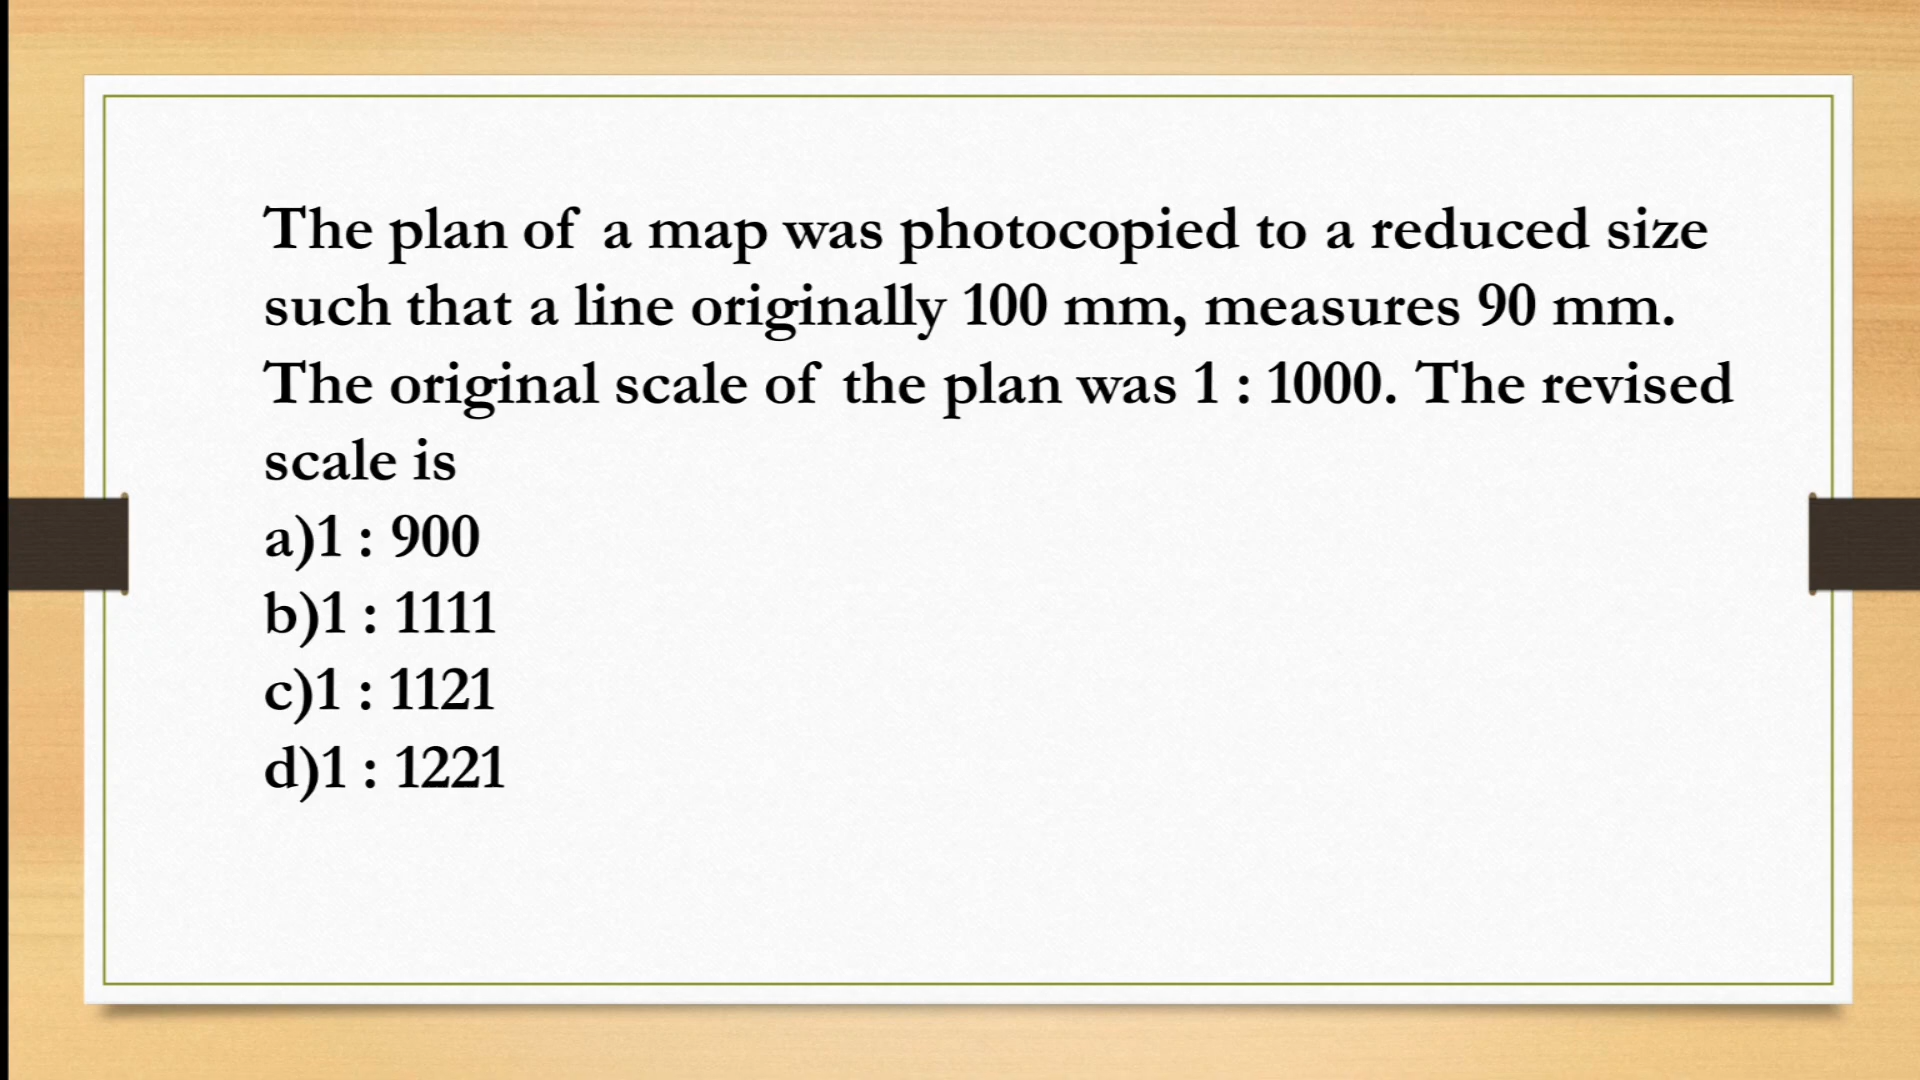 The plan of a map was photocopied to a reduced size
such that a line originally 100 mm, measures 90 mm.
The original scale of the plan was 1 : 1000. The revised
scale is
a)1 : 900
b)1 : 1111
c)1 : 1121
d)1 : 1221